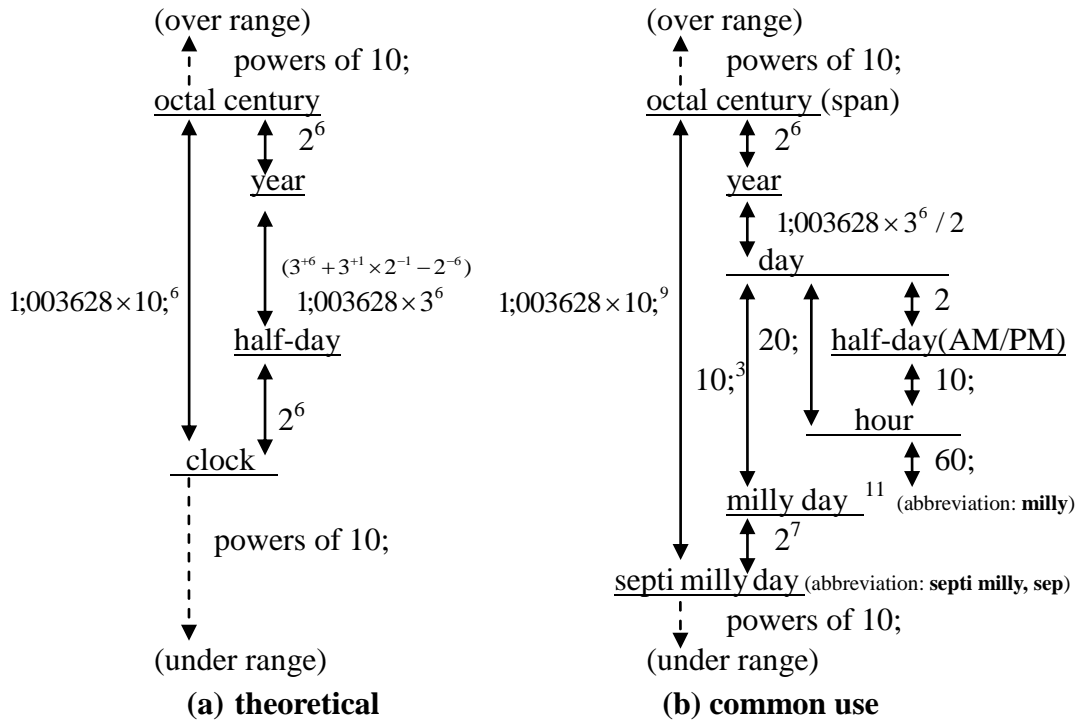 (over range)
powers of 10;
octal century
2^6
year
(3^{+6} + 3^{+1} × 2^{-1} − 2^{-6})
1;003628 × 10;^6
1;003628 × 3^6
half-day
2^6
clock
powers of 10;
(under range)
(a) theoretical
(over range)
powers of 10;
octal century (span)
2^6
year
1;003628 × 3^6 / 2
day
1;003628 × 10;^9
2
20;
half-day(AM/PM)
10;^3
10;
hour
60;
milly day ^11 (abbreviation: milly)
2^7
septi milly day (abbreviation: septi milly, sep)
powers of 10;
(under range)
(b) common use